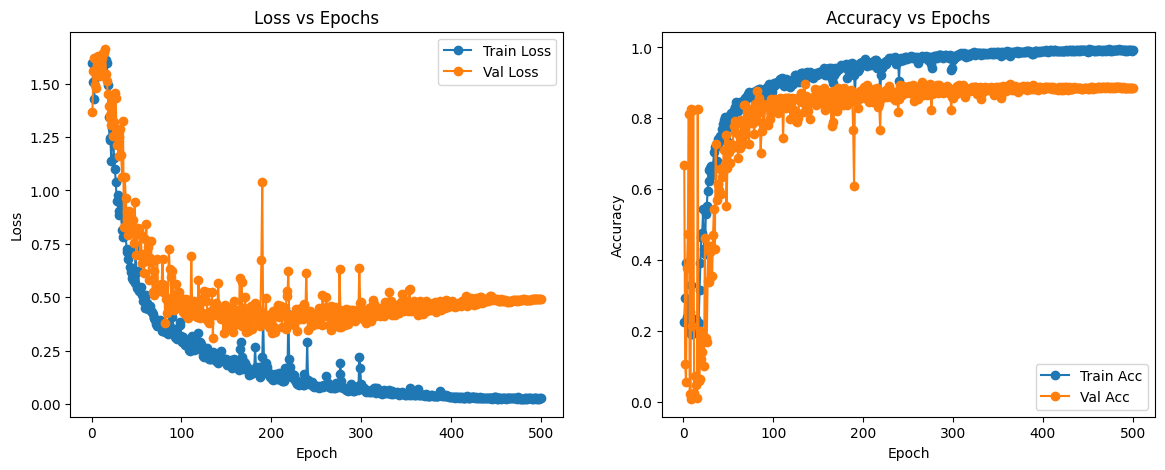 Loss vs Epochs
Train Loss
Val Loss
1.50
1.25
1.00
0.75
0.50
0.25
0.00
Loss
0 100 200 300 400 500
Epoch
Accuracy vs Epochs
1.0
0.8
0.6
0.4
0.2
0.0
Accuracy
Train Acc
Val Acc
0 100 200 300 400 500
Epoch